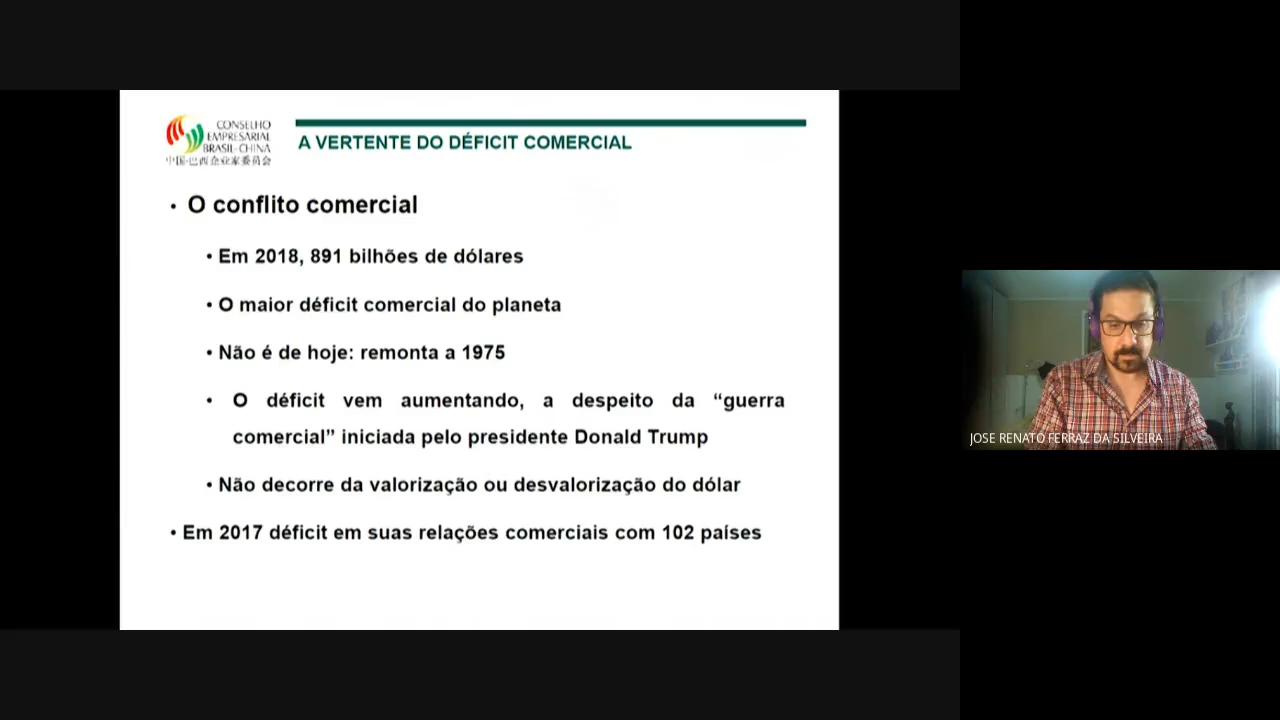 CONSELHO
EMPRESARIAL
BRASIL-CHINA
中国-巴西企业家委员会
A VERTENTE DO DÉFICIT COMERCIAL
• O conflito comercial
• Em 2018, 891 bilhões de dólares
• O maior déficit comercial do planeta
• Não é de hoje: remonta a 1975
• O déficit vem aumentando, a despeito da “guerra
comercial” iniciada pelo presidente Donald Trump
• Não decorre da valorização ou desvalorização do dólar
• Em 2017 déficit em suas relações comerciais com 102 países
JOSE RENATO FERRAZ DA SILVEIRA